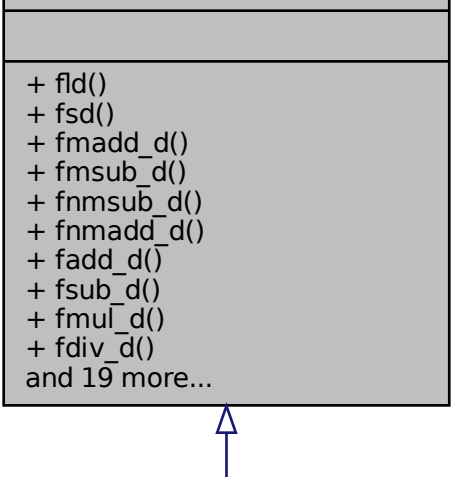 + fld()
+ fsd()
+ fmadd_d()
+ fmsub_d()
+ fnmsub_d()
+ fnmadd_d()
+ fadd_d()
+ fsub_d()
+ fmul_d()
+ fdiv_d()
and 19 more...